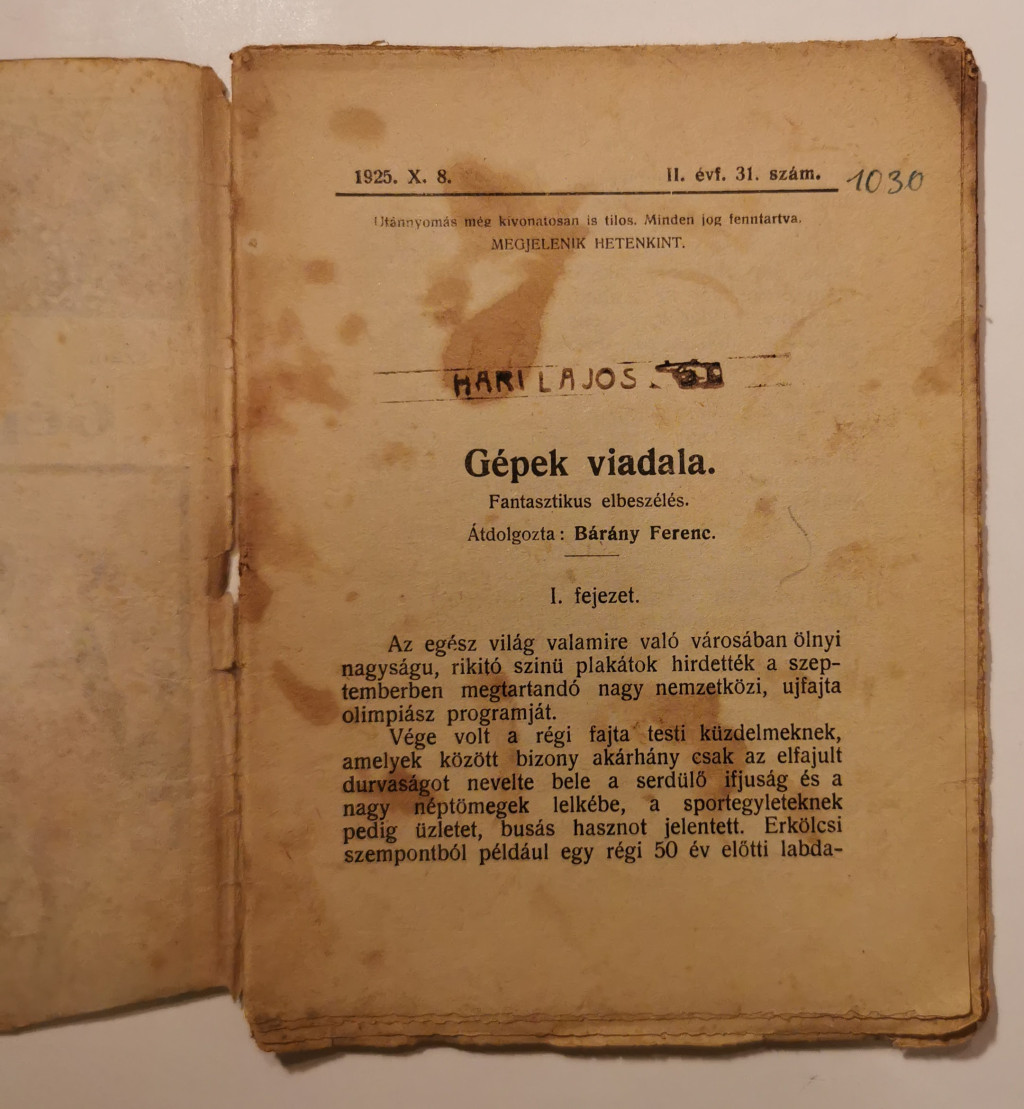 1925. X. 8. II. évf. 31. szám. 1030
Utánnyomás még kivonatosan is tilos. Minden jog fenntartva.
MEGJELENIK HETENKINT.
HARI LAJOS.
Gépek viadala.
Fantasztikus elbeszélés.
Átdolgozta: Bárány Ferenc.
I. fejezet.
Az egész világ valamire való városában ölnyi
nagyságu, rikitó szinü plakátok hirdették a szep-
temberben megtartandó nagy nemzetközi, ujfajta
olimpiász programját.
Vége volt a régi fajta testi küzdelmeknek,
amelyek között bizony akárhány csak az elfajult
durvaságot nevelte bele a serdülő ifjuság és a
nagy néptömegek lelkébe, a sportegyleteknek
pedig üzletet, busás hasznot jelentett. Erkölcsi
szempontból például egy régi 50 év előtti labda-